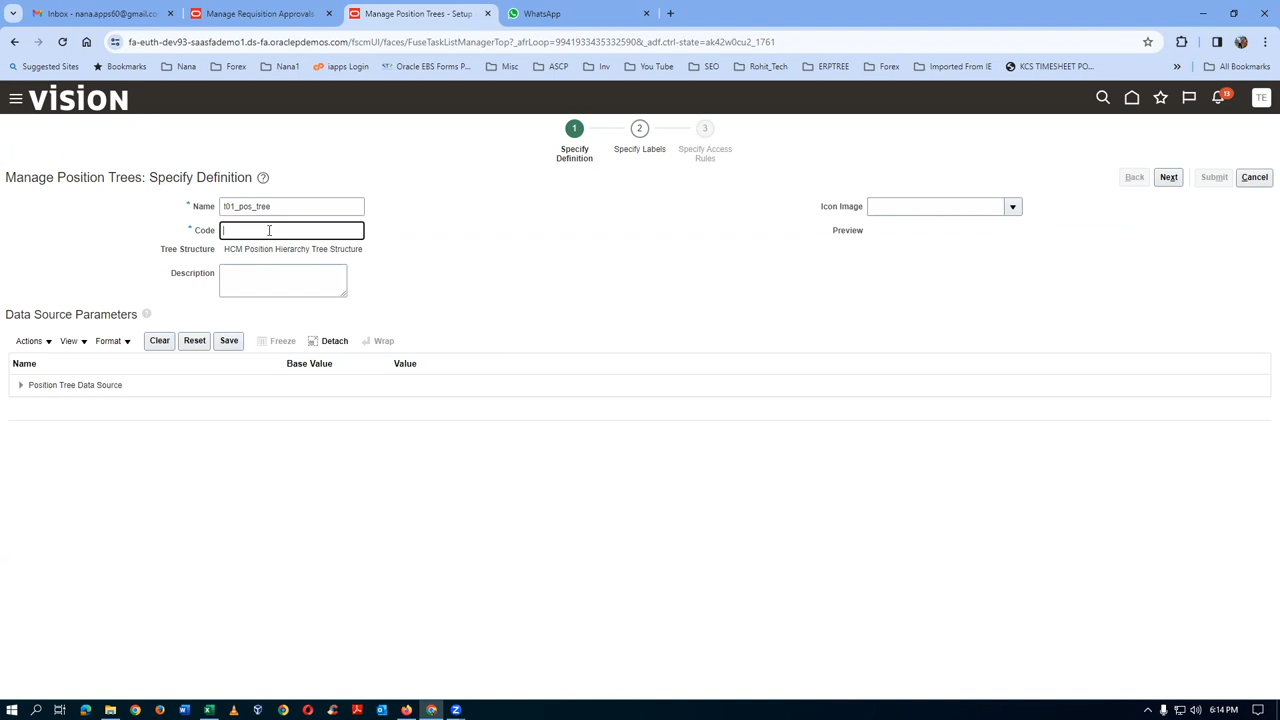 Inbox - nana.apps60@gmail.co
Manage Requisition Approvals
Manage Position Trees - Setup
WhatsApp
fa-euth-dev93-saasfademo1.ds-fa.oraclepdemos.com/fscmUI/faces/FuseTaskListManagerTop?_afrLoop=9941933435332590&_adf.ctrl-state=ak42w0cu2_1761
Suggested Sites Bookmarks Nana Forex Nana1 iapps Login Oracle EBS Forms P... Misc ASCP Inv You Tube SEO Rohit_Tech ERPTREE Forex Imported From IE KCS TIMESHEET PO... » All Bookmarks
VISION
13
TE
1 2 3
Specify Definition
Specify Labels
Specify Access Rules
Manage Position Trees: Specify Definition ?
Back Next Submit Cancel
* Name t01_pos_tree
Icon Image
* Code
Preview
Tree Structure HCM Position Hierarchy Tree Structure
Description
Data Source Parameters ?
Actions View Format Clear Reset Save Freeze Detach Wrap
Name Base Value Value
Position Tree Data Source
6:14 PM